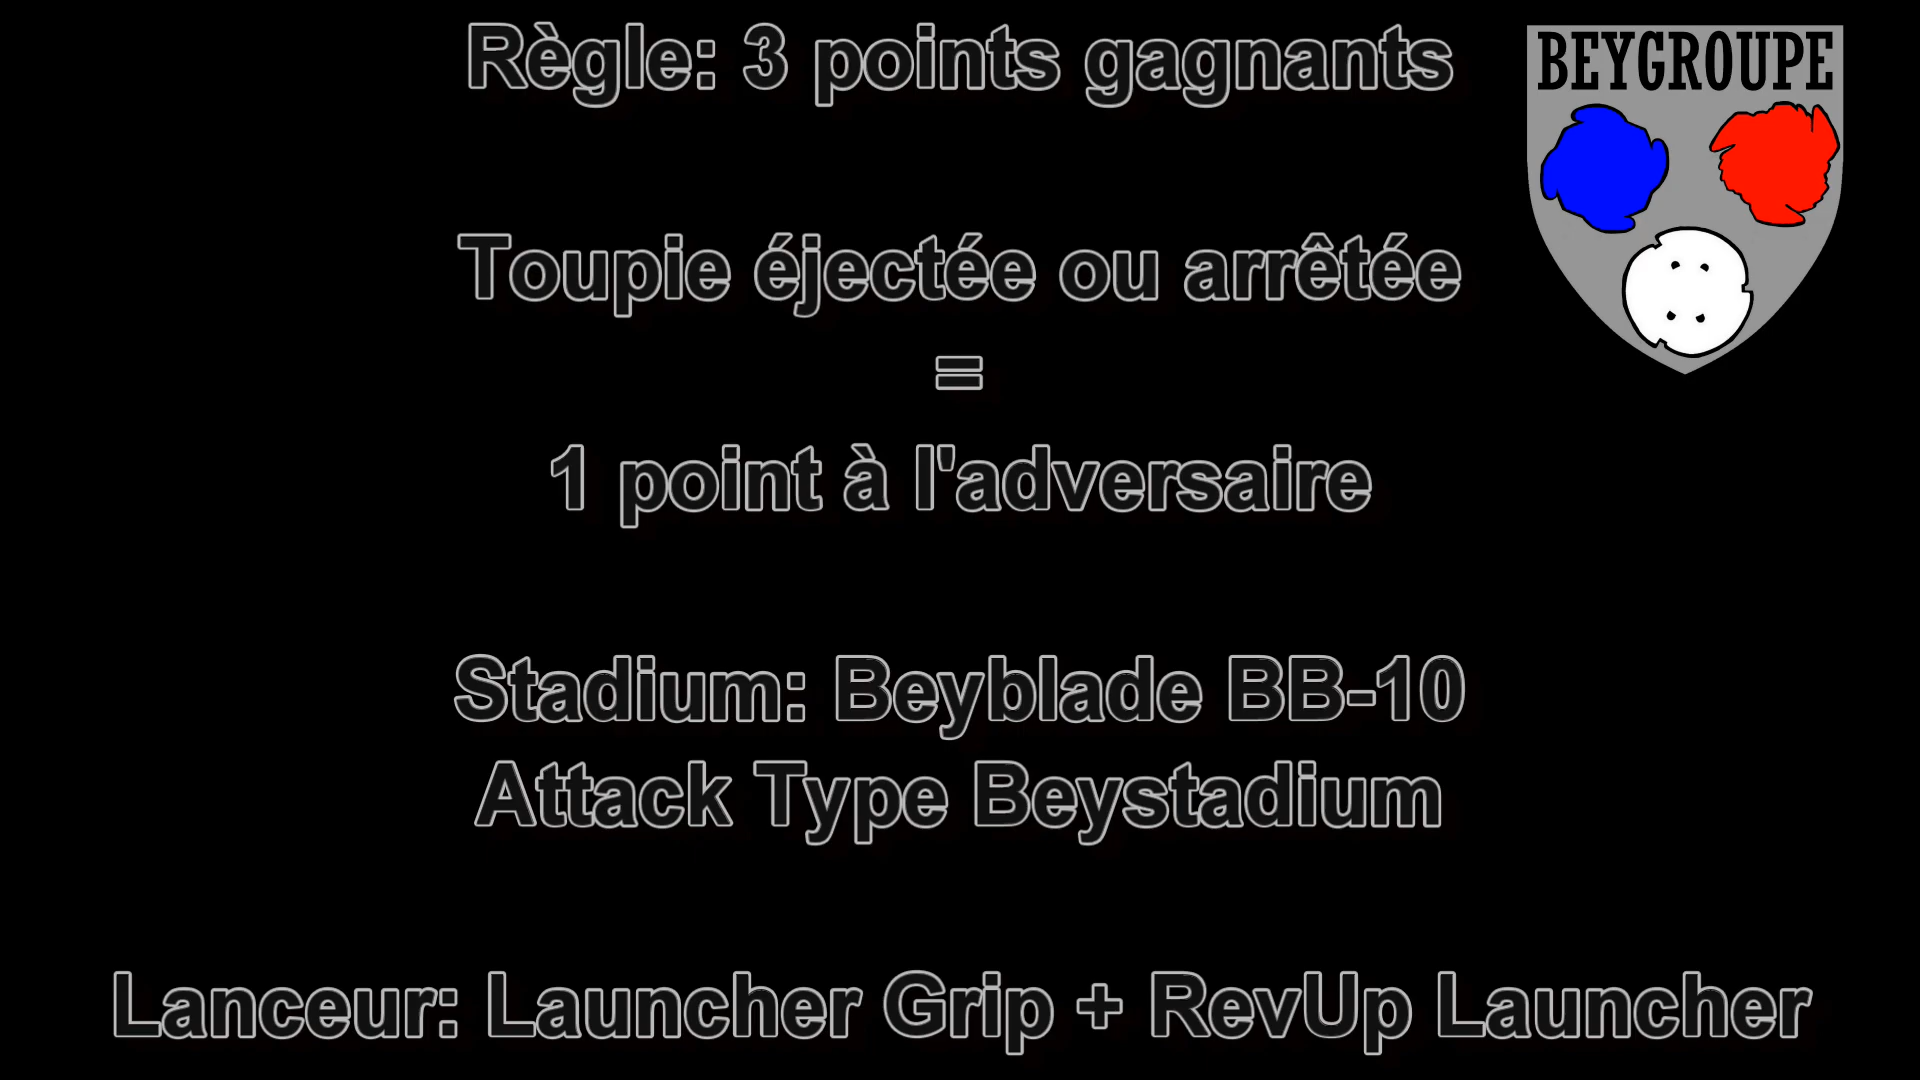 Règle: 3 points gagnants
BEYGROUPE
Toupie éjectée ou arrêtée
=
1 point à l'adversaire
Stadium: Beyblade BB-10
Attack Type Beystadium
Lanceur: Launcher Grip + RevUp Launcher